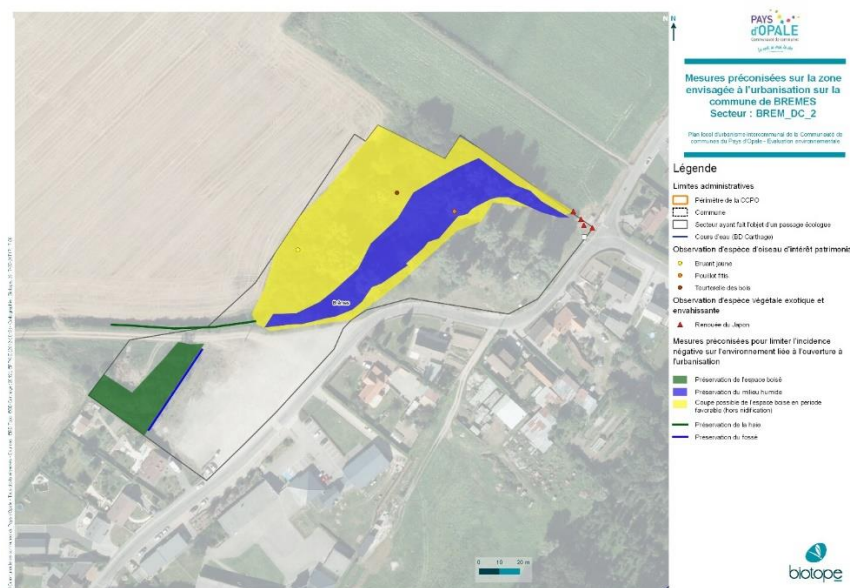 N
PAYS
d'OPALE
Mesures préconisées sur la zone
envisagée à l'urbanisation sur la
commune de BREMES
Secteur : BREM_DC_2
Plan local d'urbanisme intercommunal de la Communauté de
communes du Pays d'Opale - Evaluation environnementale
Légende
Limites administratives
Périmètre de la CCPO
Commune
Secteur ayant fait l'objet d'un passage écologue
Cours d'eau (BD Carthage)
Observation d'espèce d'oiseau d'intérêt patrimonia
Bruant jaune
Pouillot fitis
Tourterelle des bois
Observation d'espèce végétale exotique et
envahissante
Renouée du Japon
Mesures préconisées pour limiter l'incidence
négative sur l'environnement liée à l'ouverture à
l'urbanisation
Préservation de l'espace boisé
Préservation du milieu humide
Coupe possible de l'espace boisé en période
favorable (hors nidification)
Préservation de la haie
Préservation du fossé
0 10 20 m
biotope